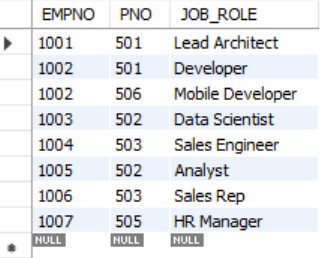 EMPNO PNO JOB_ROLE
1001 501 Lead Architect
1002 501 Developer
1002 506 Mobile Developer
1003 502 Data Scientist
1004 503 Sales Engineer
1005 502 Analyst
1006 503 Sales Rep
1007 505 HR Manager
NULL NULL NULL